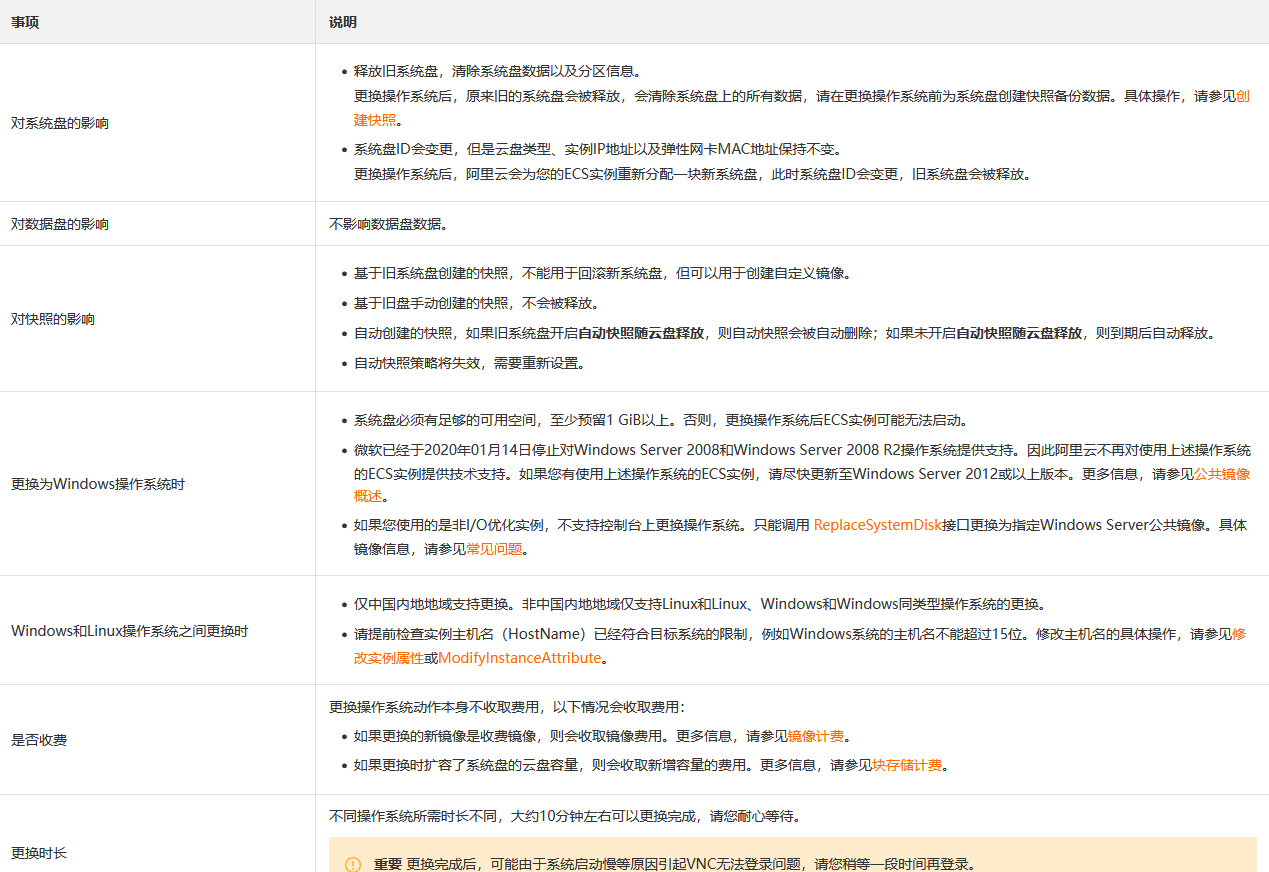 事项
说明
对系统盘的影响
释放旧系统盘，清除系统盘数据以及分区信息。
更换操作系统后，原来旧的系统盘会被释放，会清除系统盘上的所有数据，请在更换操作系统前为系统盘创建快照备份数据。具体操作，请参见创
建快照。
系统盘ID会变更，但是云盘类型、实例IP地址以及弹性网卡MAC地址保持不变。
更换操作系统后，阿里云会为您的ECS实例重新分配一块新系统盘，此时系统盘ID会变更，旧系统盘会被释放。
对数据盘的影响
不影响数据盘数据。
对快照的影响
基于旧系统盘创建的快照，不能用于回滚新系统盘，但可以用于创建自定义镜像。
基于旧盘手动创建的快照，不会被释放。
自动创建的快照，如果旧系统盘开启自动快照随云盘释放，则自动快照会被自动删除；如果未开启自动快照随云盘释放，则到期后自动释放。
自动快照策略将失效，需要重新设置。
更换为Windows操作系统时
系统盘必须有足够的可用空间，至少预留1 GiB以上。否则，更换操作系统后ECS实例可能无法启动。
微软已经于2020年01月14日停止对Windows Server 2008和Windows Server 2008 R2操作系统提供支持。因此阿里云不再对使用上述操作系统
的ECS实例提供技术支持。如果您有使用上述操作系统的ECS实例，请尽快更新至Windows Server 2012或以上版本。更多信息，请参见公共镜像
概述。
如果您使用的是非I/O优化实例，不支持控制台上更换操作系统。只能调用 ReplaceSystemDisk接口更换为指定Windows Server公共镜像。具体
镜像信息，请参见常见问题。
Windows和Linux操作系统之间更换时
仅中国内地地域支持更换。非中国内地地域仅支持Linux和Linux、Windows和Windows同类型操作系统的更换。
请提前检查实例主机名（HostName）已经符合目标系统的限制，例如Windows系统的主机名不能超过15位。修改主机名的具体操作，请参见修
改实例属性或ModifyInstanceAttribute。
是否收费
更换操作系统动作本身不收取费用，以下情况会收取费用：
如果更换的新镜像是收费镜像，则会收取镜像费用。更多信息，请参见镜像计费。
如果更换时扩容了系统盘的云盘容量，则会收取新增容量的费用。更多信息，请参见块存储计费。
更换时长
不同操作系统所需时长不同，大约10分钟左右可以更换完成，请您耐心等待。
重要 更换完成后，可能由于系统启动慢等原因引起VNC无法登录问题，请您稍等一段时间再登录。